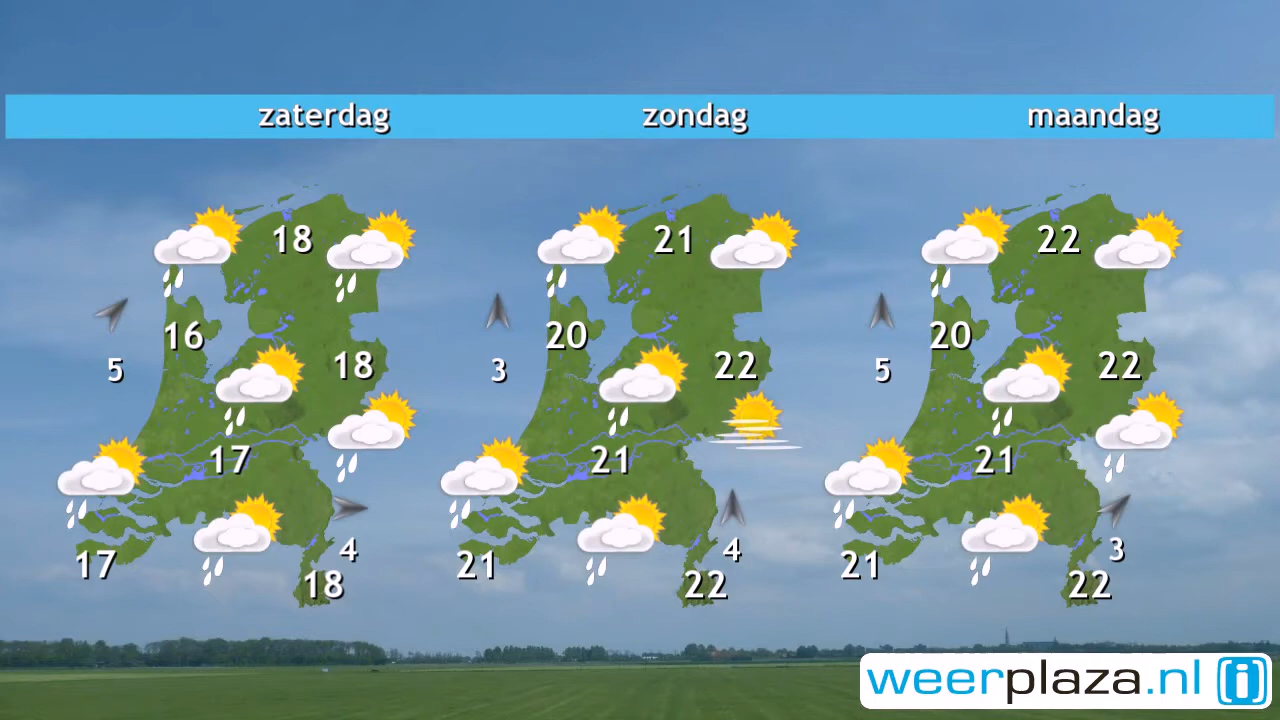 zaterdag zondag maandag
18 21 22
16 20 20
18 22 22
5 3 5
17 21 21
4 4 3
17 21 21
18 22 22
weerplaza.nl i